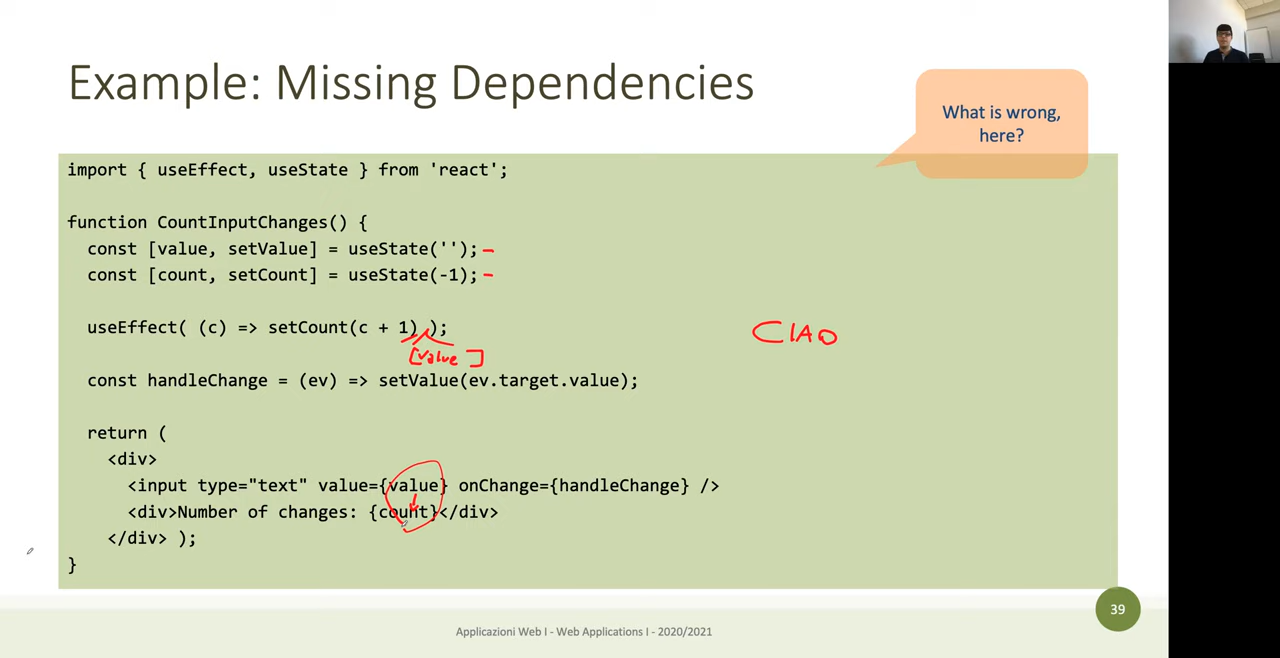 Example: Missing Dependencies
What is wrong,
here?
import { useEffect, useState } from 'react';
function CountInputChanges() {
const [value, setValue] = useState('');
const [count, setCount] = useState(-1);
useEffect( (c) => setCount(c + 1) );
CIAO
[value]
const handleChange = (ev) => setValue(ev.target.value);
return (
<div>
<input type="text" value={value} onChange={handleChange} />
<div>Number of changes: {count}</div>
</div> );
}
39
Applicazioni Web I - Web Applications I - 2020/2021